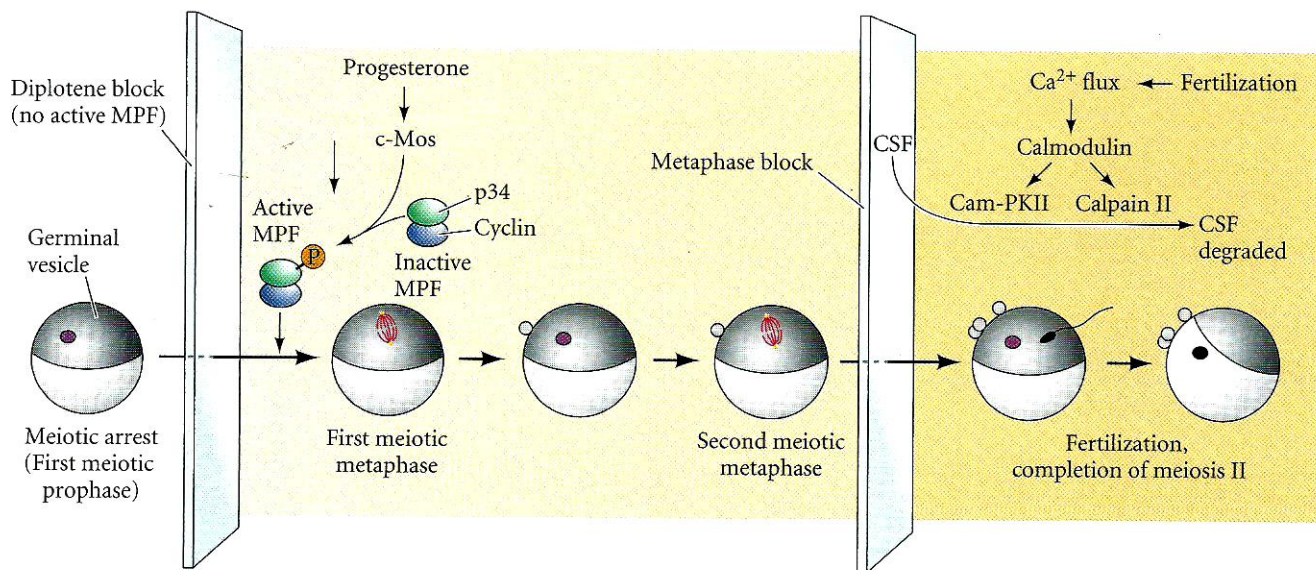 Diplotene block
(no active MPF)
Germinal
vesicle
Meiotic arrest
(First meiotic
prophase)
Progesterone
c-Mos
p34
Cyclin
Inactive
MPF
Active
MPF
P
First meiotic
metaphase
Metaphase block
Second meiotic
metaphase
CSF
Ca²⁺ flux
Fertilization
Calmodulin
Cam-PKII
Calpain II
CSF
degraded
Fertilization,
completion of meiosis II